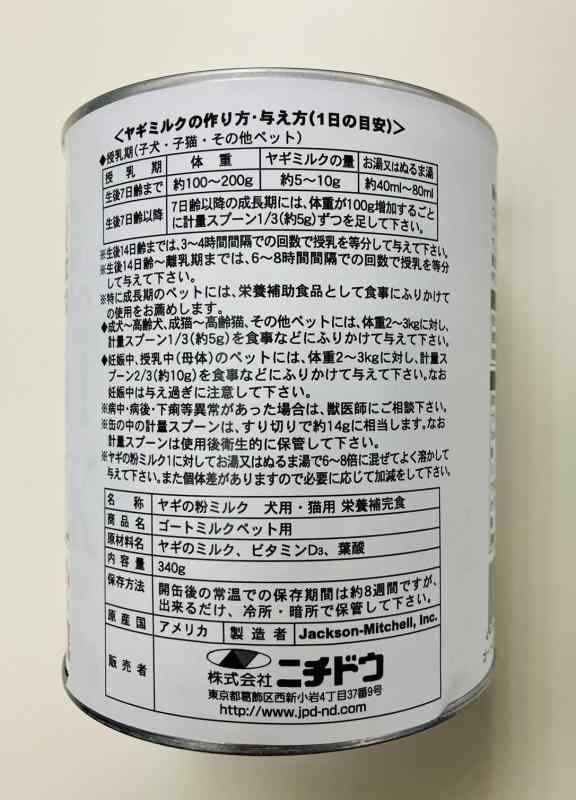 ＜ヤギミルクの作り方・与え方(1日の目安)＞
◆授乳期(子犬・子猫・その他ペット)
授乳期 体重 ヤギミルクの量 お湯又はぬるま湯
生後7日齢まで 約100～200g 約5～10g 約40ml～80ml
生後7日齢以降 7日齢以降の成長期には、体重が100g増加するごと
に計量スプーン1/3(約5g)ずつを足して下さい。
※生後14日齢までは、3～4時間間隔での回数で授乳を等分して与えて下さい。
※生後14日齢～離乳期までは、6～8時間間隔での回数で授乳を等分
して与えて下さい。
※特に成長期のペットには、栄養補助食品として食事にふりかけて
の使用をお薦めします。
◆成犬～高齢犬、成猫～高齢猫、その他ペットには、体重2～3kgに対し、
計量スプーン1/3(約5g)を食事などにふりかけて与えて下さい。
◆妊娠中、授乳中(母体)のペットには、体重2～3kgに対し、計量ス
プーン2/3(約10g)を食事などにふりかけて与えて下さい。なお
妊娠中は与え過ぎに注意して下さい。
※病中・病後・下痢等異常があった場合は、獣医師にご相談下さい。
※缶の中の計量スプーンは、すり切りで約14gに相当します。なお
計量スプーンは使用後衛生的に保管して下さい。
※ヤギの粉ミルク1に対してお湯又はぬるま湯で6～8倍に混ぜてよく溶かして
与えて下さい。また個体差がありますので必要に応じて加減をして下さい。
名称 ヤギの粉ミルク 犬用・猫用 栄養補完食
商品名 ゴートミルクペット用
原材料名 ヤギのミルク、ビタミンD₃、葉酸
内容量 340g
保存方法 開缶後の常温での保存期間は約8週間ですが、
出来るだけ、冷所・暗所で保管して下さい。
原産国 アメリカ 製造者 Jackson-Mitchell, Inc.
販売者 株式会社 ニチドウ
東京都葛飾区西新小岩4丁目37番9号
http://www.jpd-nd.com/